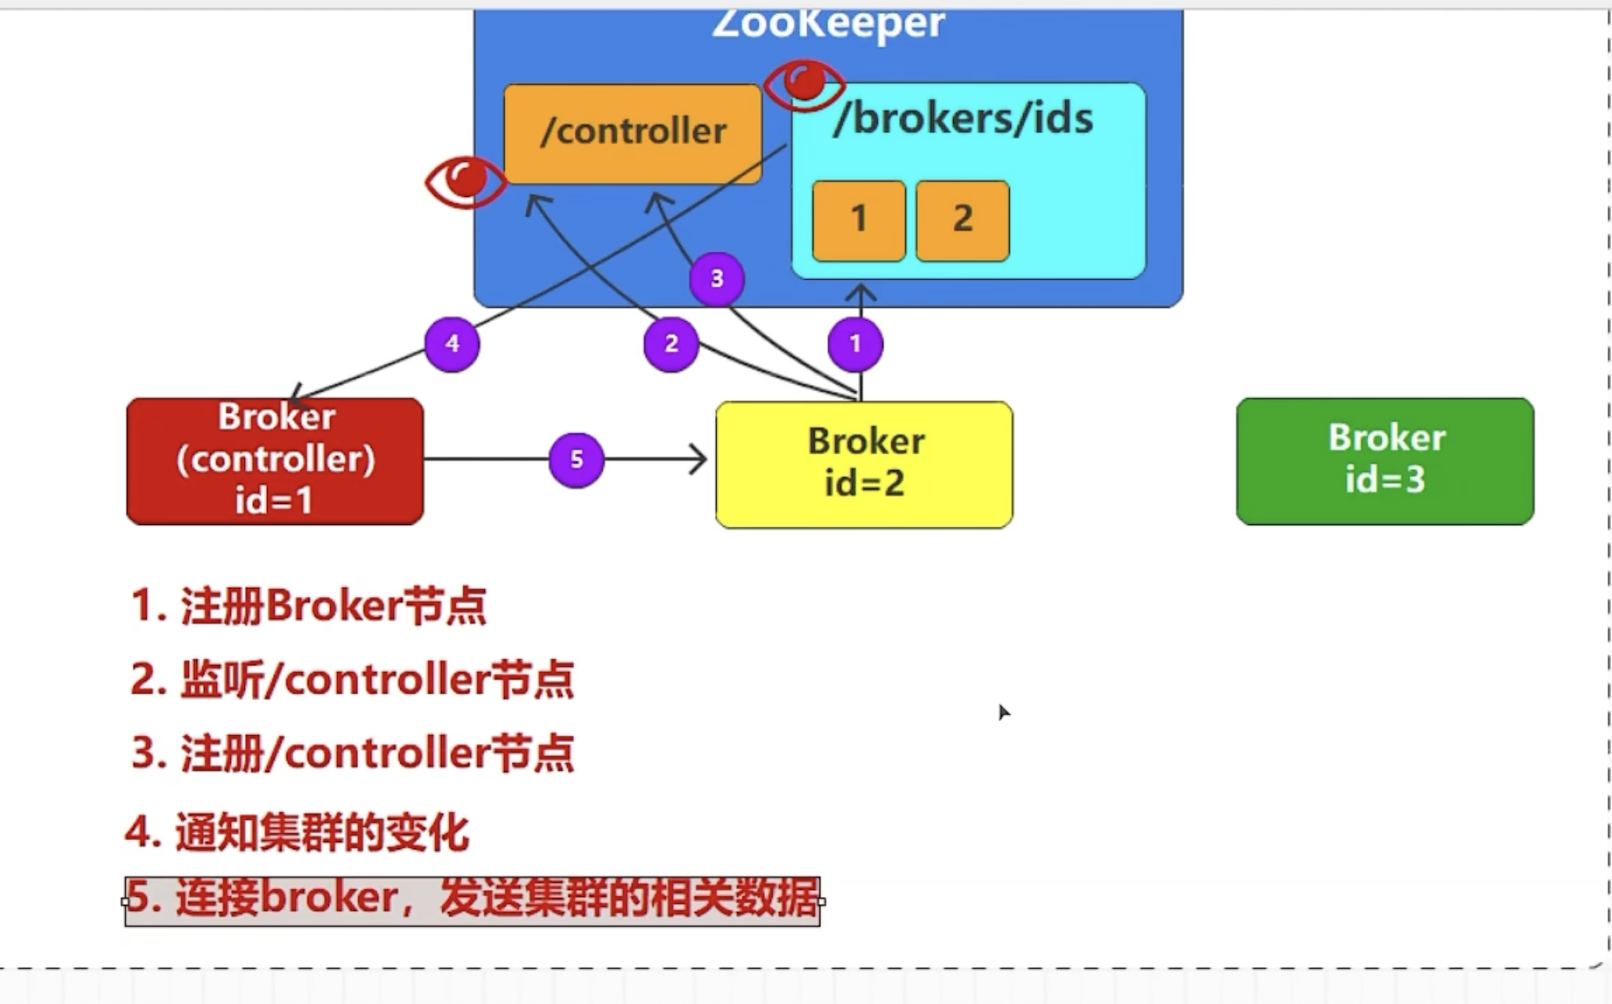 ZooKeeper
/controller
/brokers/ids
1
2
3
4
2
1
Broker
(controller)
id=1
5
Broker
id=2
Broker
id=3
1. 注册Broker节点
2. 监听/controller节点
3. 注册/controller节点
4. 通知集群的变化
5. 连接broker，发送集群的相关数据